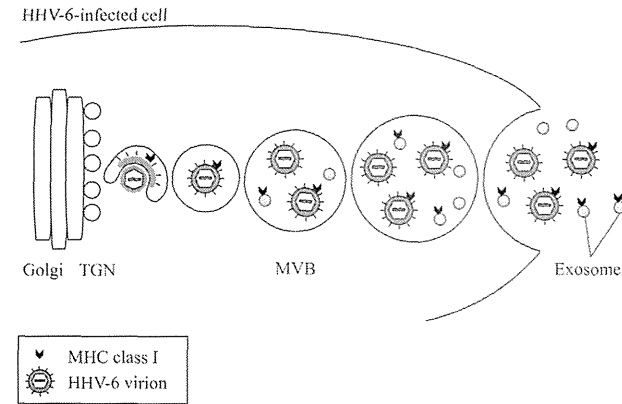 HHV-6-infected cell
Golgi TGN
MVB
Exosome
MHC class I
HHV-6 virion